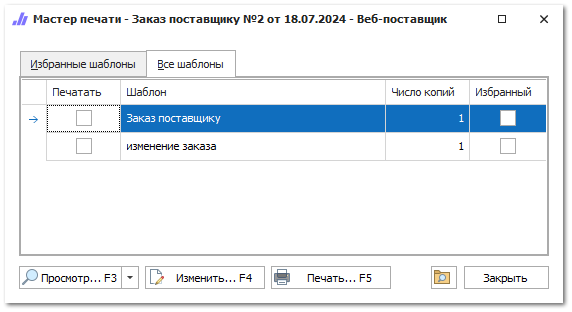 Мастер печати - Заказ поставщику №2 от 18.07.2024 - Веб-поставщик
Избранные шаблоны Все шаблоны
Печатать Шаблон Число копий Избранный
Заказ поставщику 1
изменение заказа 1
Просмотр... F3 Изменить... F4 Печать... F5 Закрыть